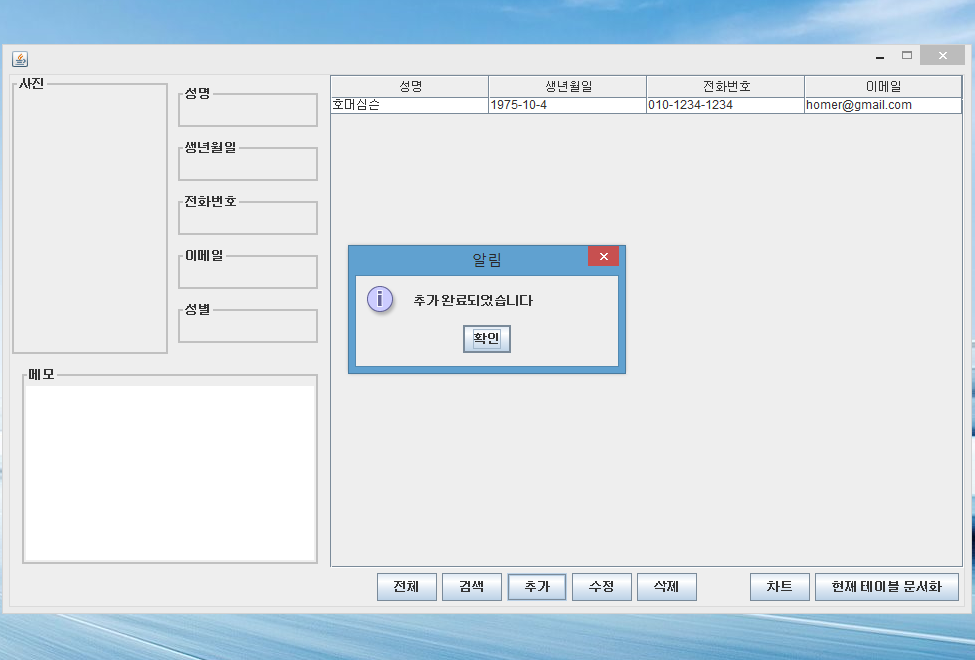 사진
성명
생년월일
전화번호
이메일
성별
메모
성명 생년월일 전화번호 이메일
호머심슨 1975-10-4 010-1234-1234 homer@gmail.com
알림
추가 완료되었습니다
확인
전체 검색 추가 수정 삭제 차트 현재 테이블 문서화